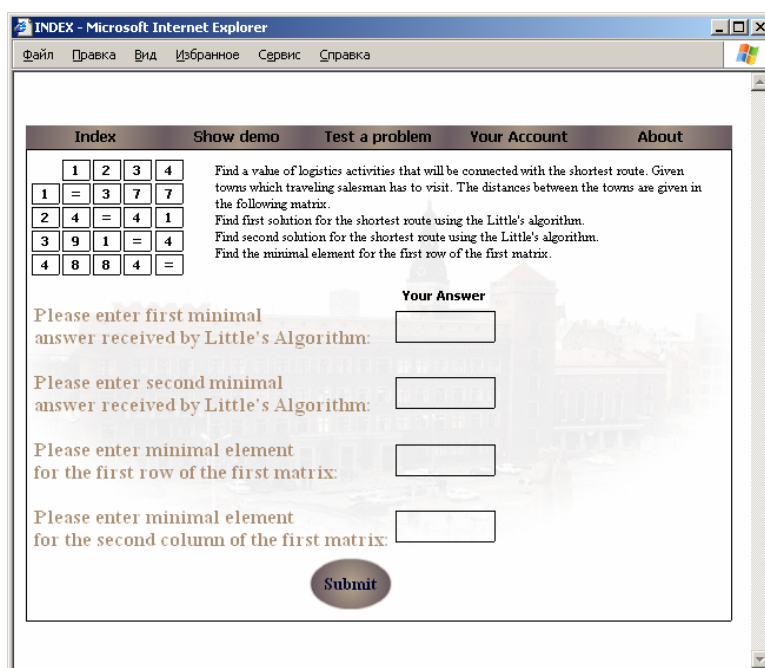 INDEX - Microsoft Internet Explorer
Файл Правка Вид Избранное Сервис Справка
Index Show demo Test a problem Your Account About
1 2 3 4
1 = 3 7 7
2 4 = 4 1
3 9 1 = 4
4 8 8 4 =
Find a value of logistics activities that will be connected with the shortest route. Given
towns which traveling salesman has to visit. The distances between the towns are given in
the following matrix.
Find first solution for the shortest route using the Little's algorithm.
Find second solution for the shortest route using the Little's algorithm.
Find the minimal element for the first row of the first matrix.
Your Answer
Please enter first minimal
answer received by Little's Algorithm:
Please enter second minimal
answer received by Little's Algorithm:
Please enter minimal element
for the first row of the first matrix:
Please enter minimal element
for the second column of the first matrix:
Submit